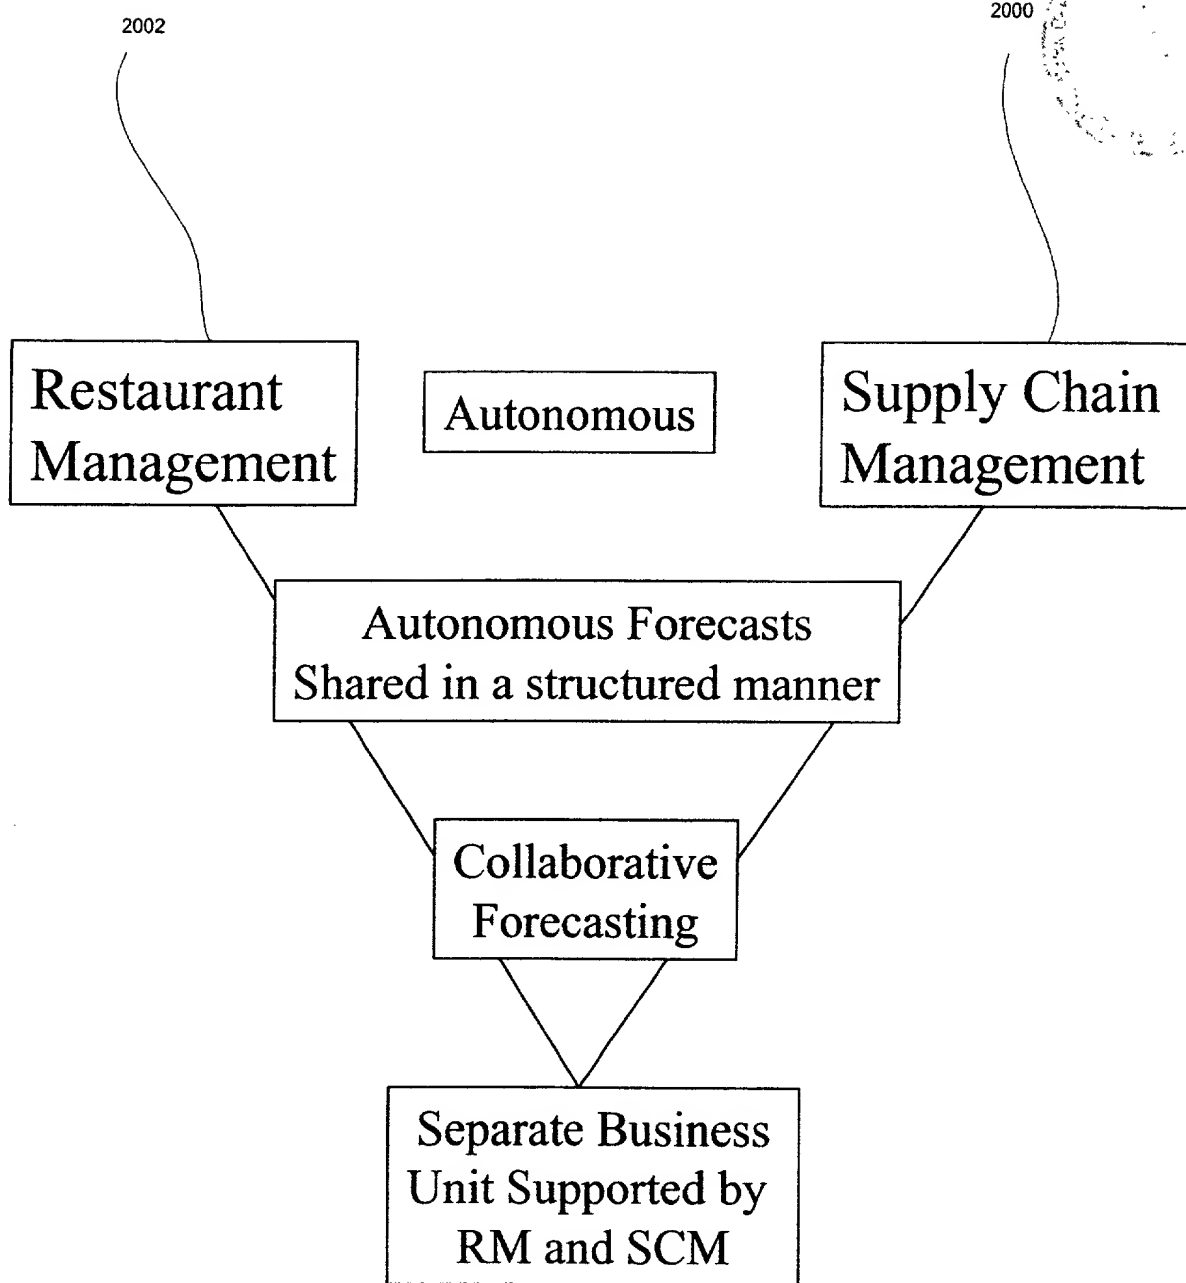 2002
2000
Restaurant
Management
Autonomous
Supply Chain
Management
Autonomous Forecasts
Shared in a structured manner
Collaborative
Forecasting
Separate Business
Unit Supported by
RM and SCM